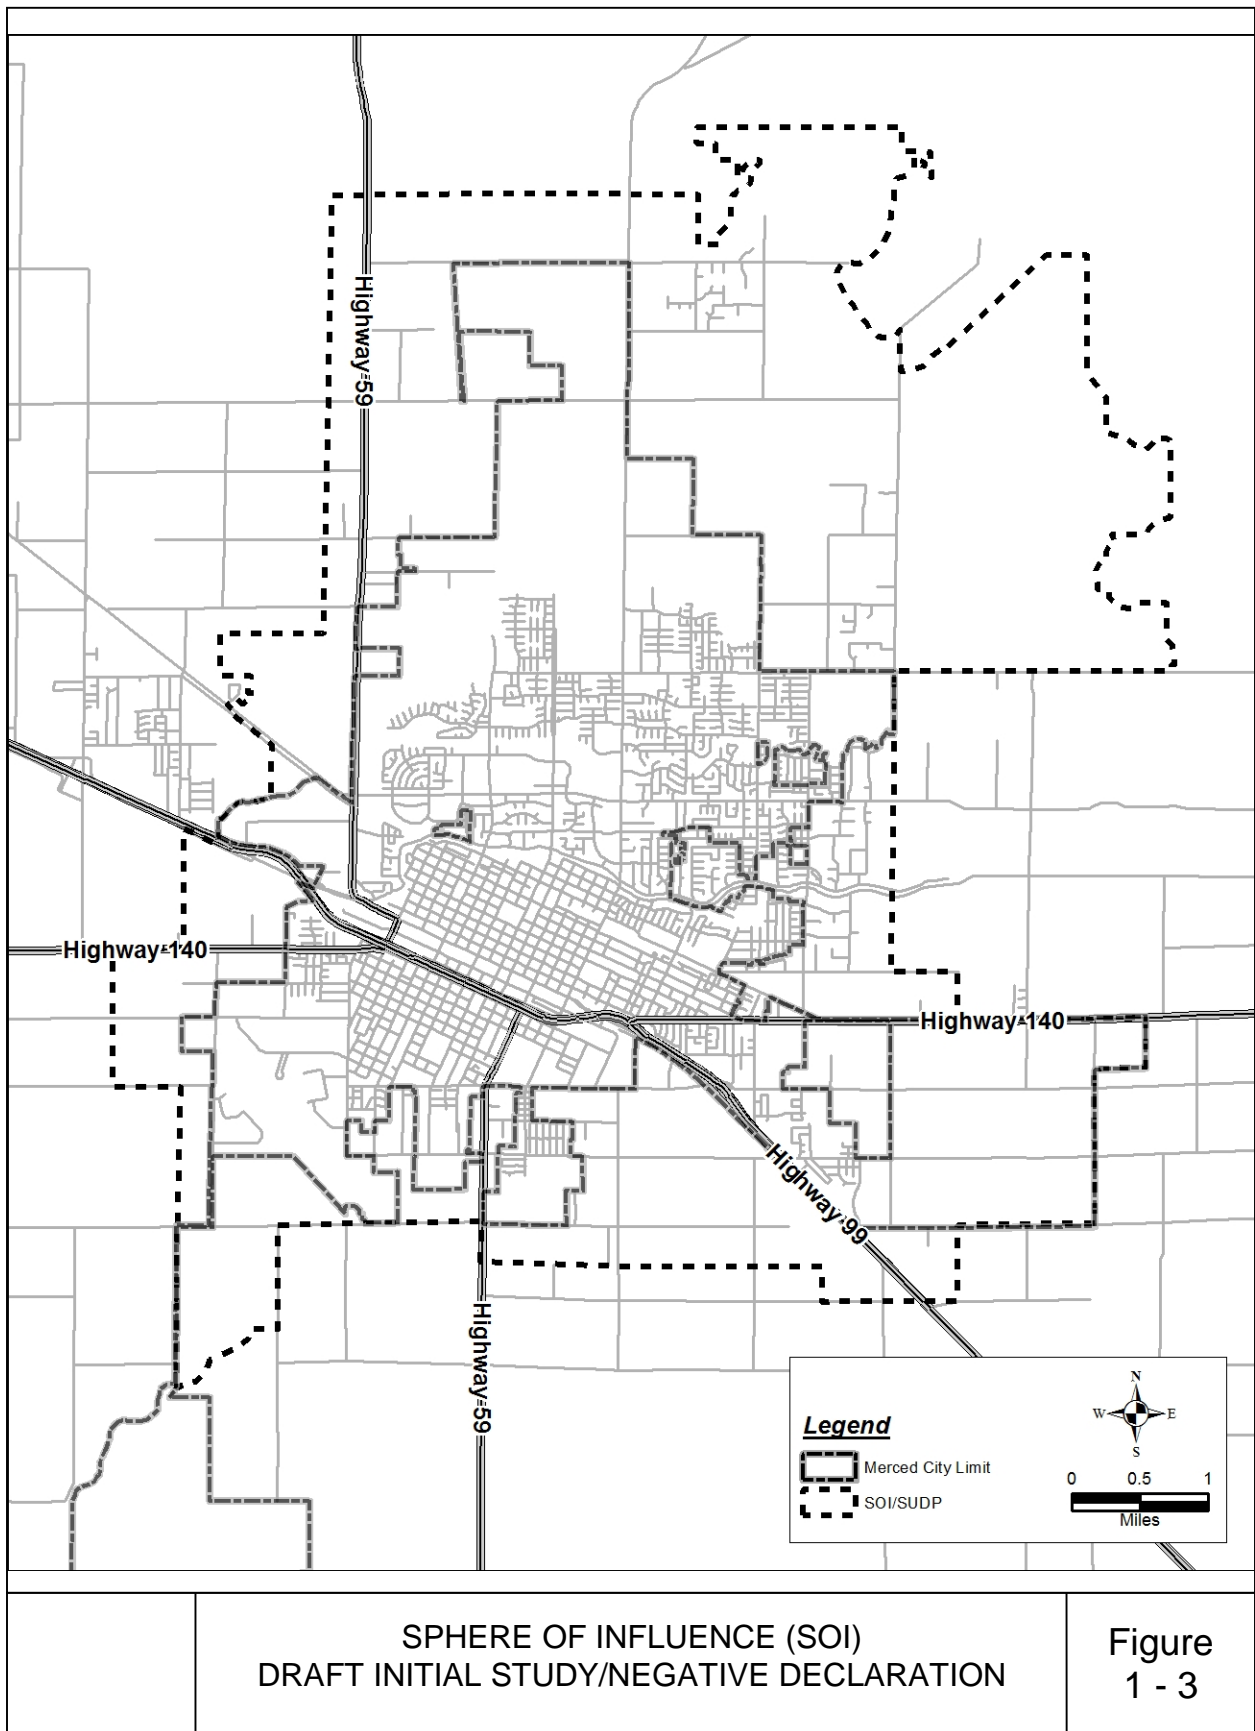 Highway 59
Highway 140
Highway 140
Highway 99
Highway 59
Legend
Merced City Limit
SOI/SUDP
N
W E
S
0 0.5 1
Miles
SPHERE OF INFLUENCE (SOI)
DRAFT INITIAL STUDY/NEGATIVE DECLARATION
Figure
1 - 3